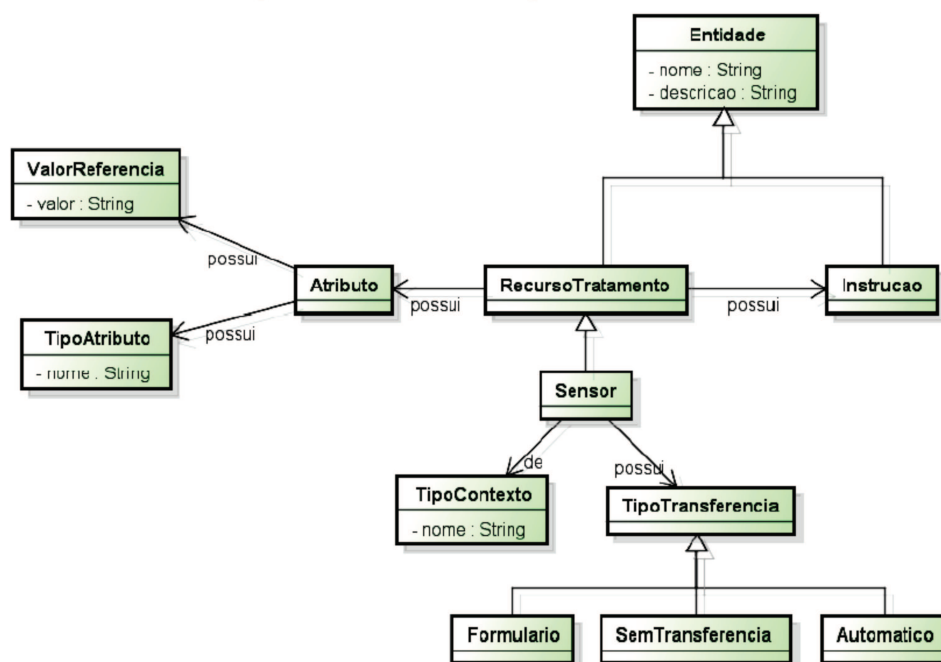 Entidade
- nome : String
- descricao : String
ValorReferencia
- valor : String
possui
Atributo
possui
RecursoTratamento
possui
Instrucao
possui
TipoAtributo
- nome : String
Sensor
de
possui
TipoContexto
- nome : String
TipoTransferencia
Formulario
SemTransferencia
Automatico